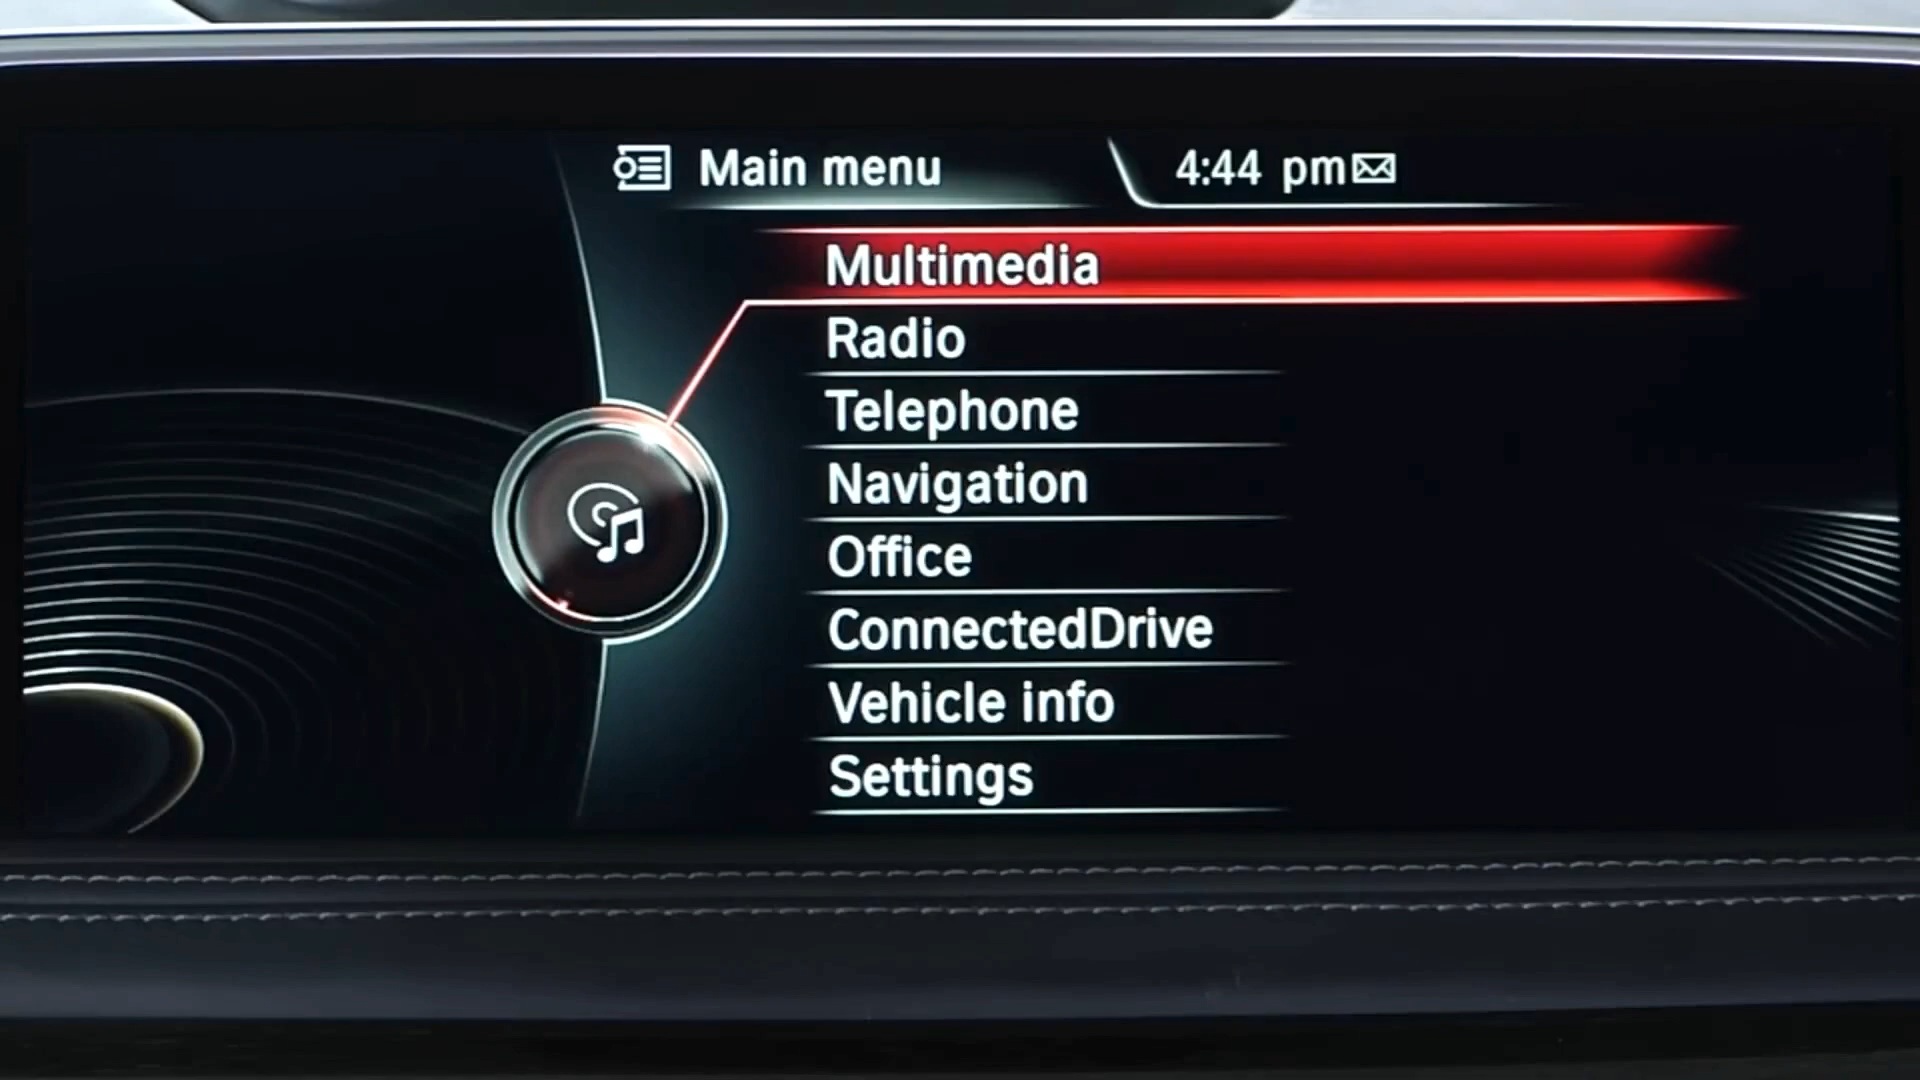 Main menu
4:44 pm
Multimedia
Radio
Telephone
Navigation
Office
ConnectedDrive
Vehicle info
Settings